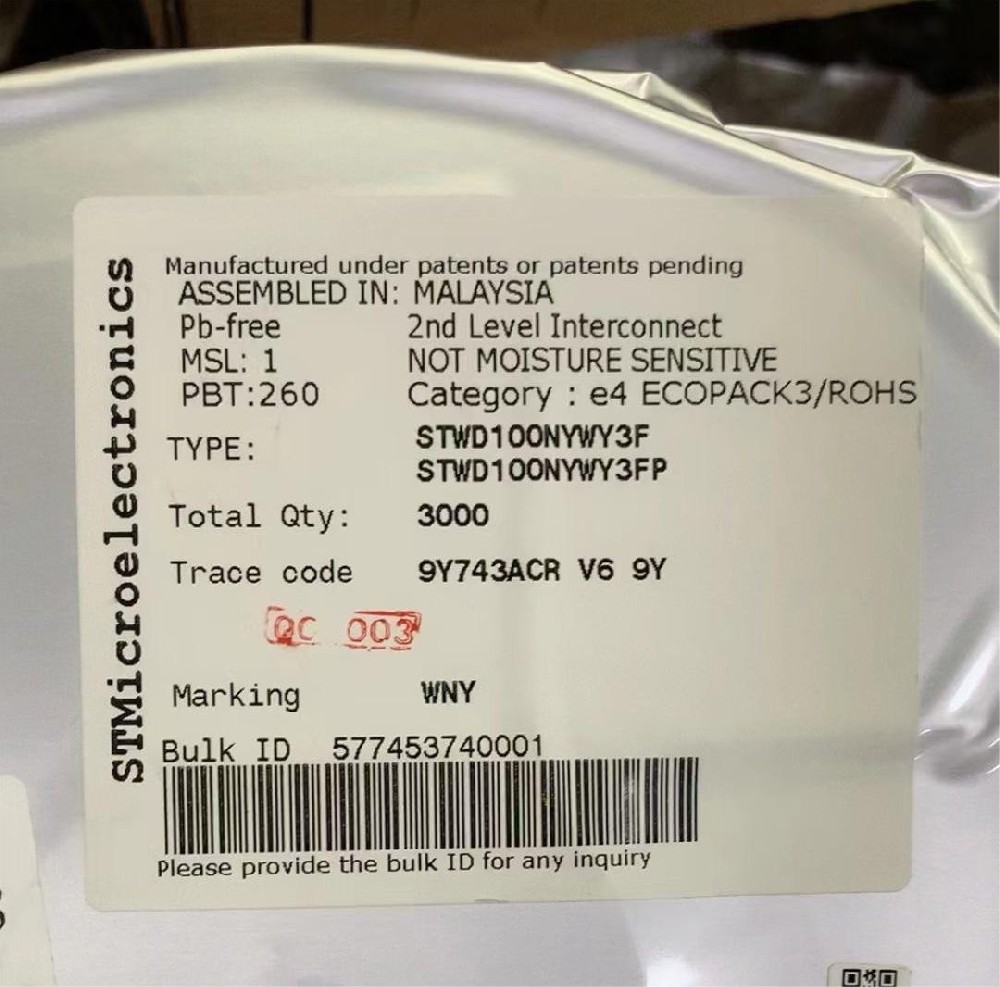 STMicroelectronics
Manufactured under patents or patents pending
ASSEMBLED IN: MALAYSIA
Pb-free 2nd Level Interconnect
MSL: 1 NOT MOISTURE SENSITIVE
PBT:260 Category : e4 ECOPACK3/ROHS
TYPE: STWD100NYWY3F
STWD100NYWY3FP
Total Qty: 3000
Trace code 9Y743ACR V6 9Y
QC 003
Marking WNY
Bulk ID 577453740001
Please provide the bulk ID for any inquiry